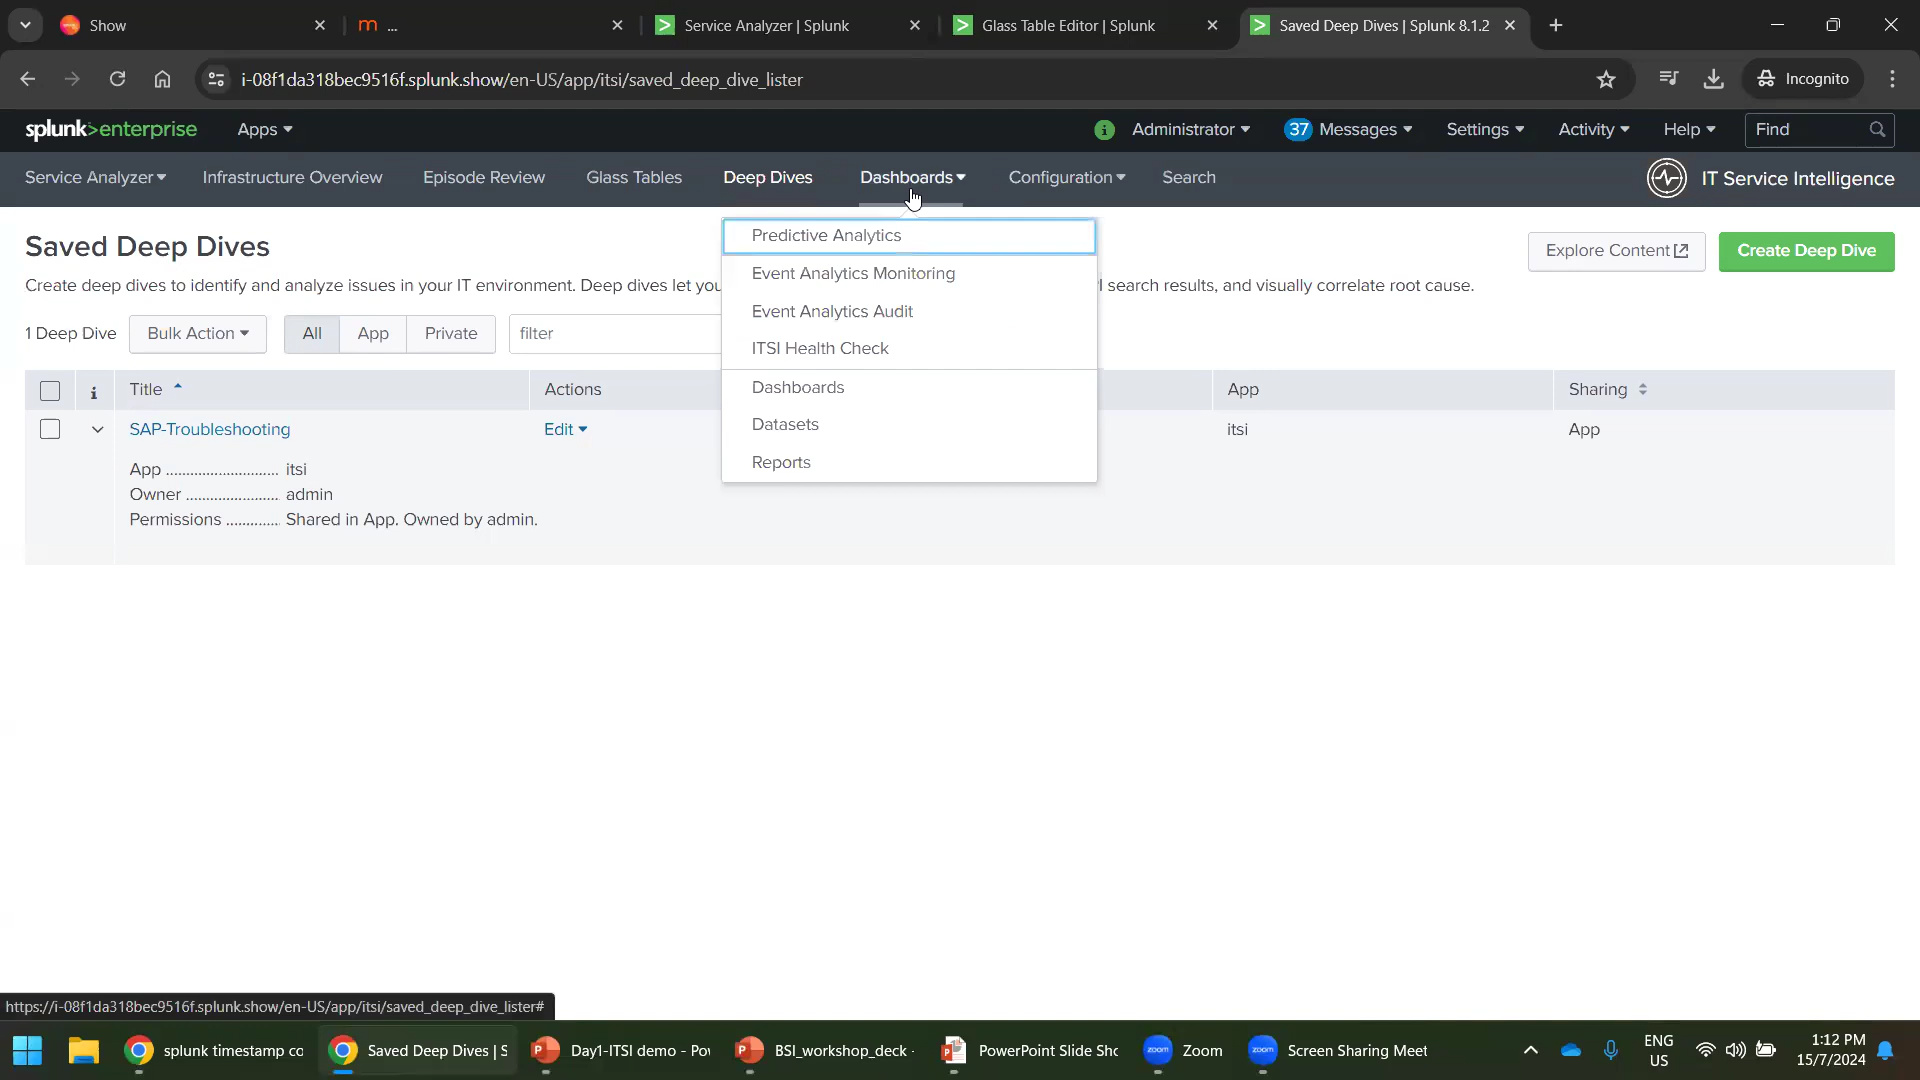 Show
...
Service Analyzer | Splunk
Glass Table Editor | Splunk
Saved Deep Dives | Splunk 8.1.2
i-08f1da318bec9516f.splunk.show/en-US/app/itsi/saved_deep_dive_lister
Incognito
splunk>enterprise
Apps
i
Administrator
37
Messages
Settings
Activity
Help
Find
Service Analyzer
Infrastructure Overview
Episode Review
Glass Tables
Deep Dives
Dashboards
Configuration
Search
IT Service Intelligence
Saved Deep Dives
Explore Content
Create Deep Dive
Create deep dives to identify and analyze issues in your IT environment. Deep dives let you
search results, and visually correlate root cause.
Predictive Analytics
Event Analytics Monitoring
Event Analytics Audit
ITSI Health Check
Dashboards
Datasets
Reports
1 Deep Dive
Bulk Action
All
App
Private
filter
i
Title
Actions
App
Sharing
SAP-Troubleshooting
Edit
itsi
App
App ........................... itsi
Owner ....................... admin
Permissions ............. Shared in App. Owned by admin.
https://i-08f1da318bec9516f.splunk.show/en-US/app/itsi/saved_deep_dive_lister#
splunk timestamp co
Saved Deep Dives | S
Day1-ITSI demo - Po
BSI_workshop_deck -
PowerPoint Slide Sho
zoom
Zoom
zoom
Screen Sharing Meet
ENG
US
1:12 PM
15/7/2024